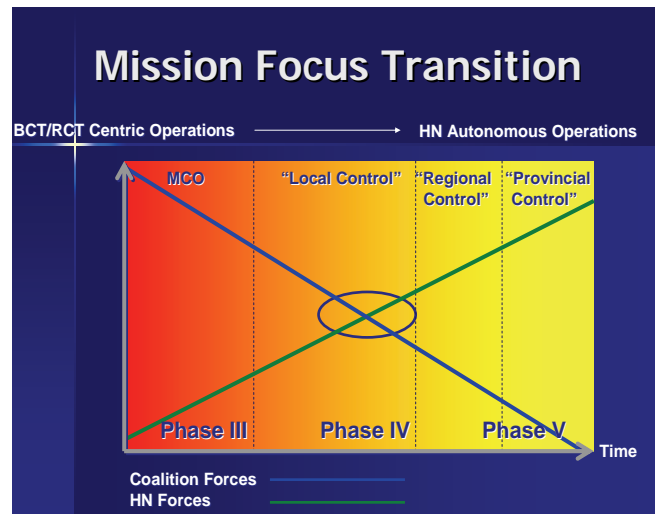 Mission Focus Transition
BCT/RCT Centric Operations
HN Autonomous Operations
MCO
“Local Control”
“Regional
Control”
“Provincial
Control”
Phase III
Phase IV
Phase V
Time
Coalition Forces
HN Forces